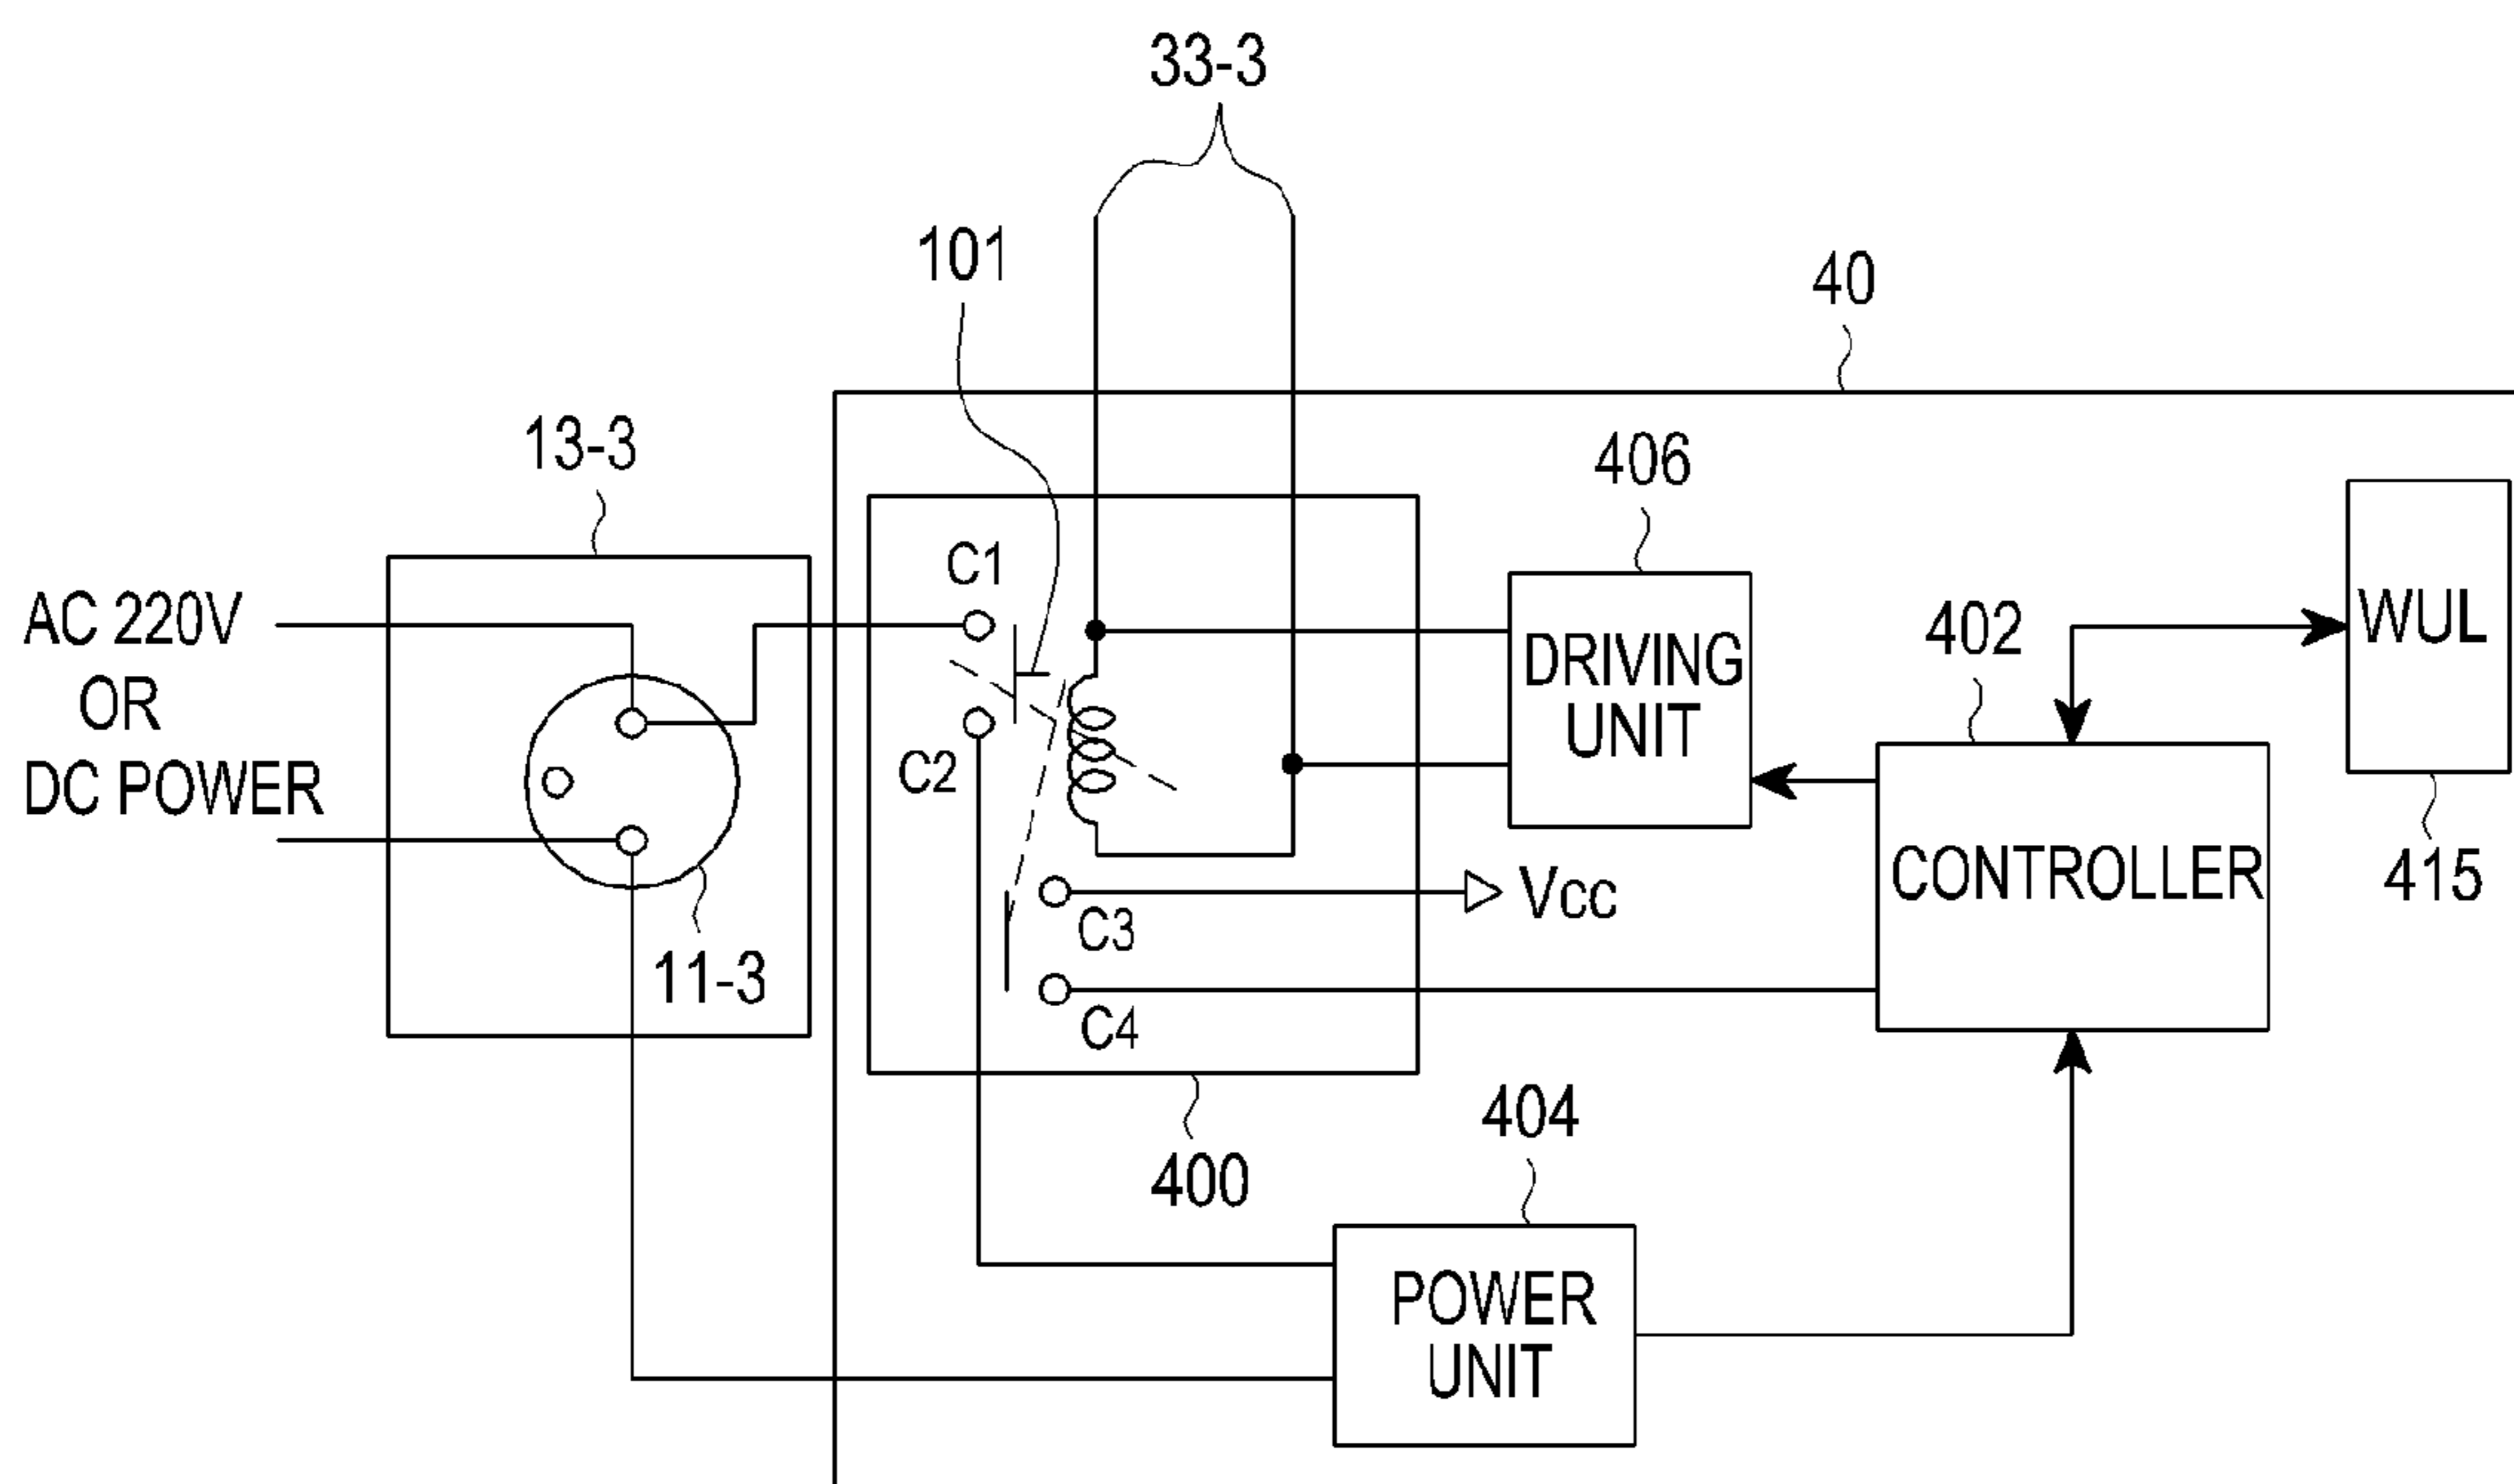 33-3
101
40
13-3
406
C1
402
AC 220V
OR
DC POWER
WUL
DRIVING
UNIT
C2
CONTROLLER
415
VCC
C3
11-3
C4
404
400
POWER
UNIT